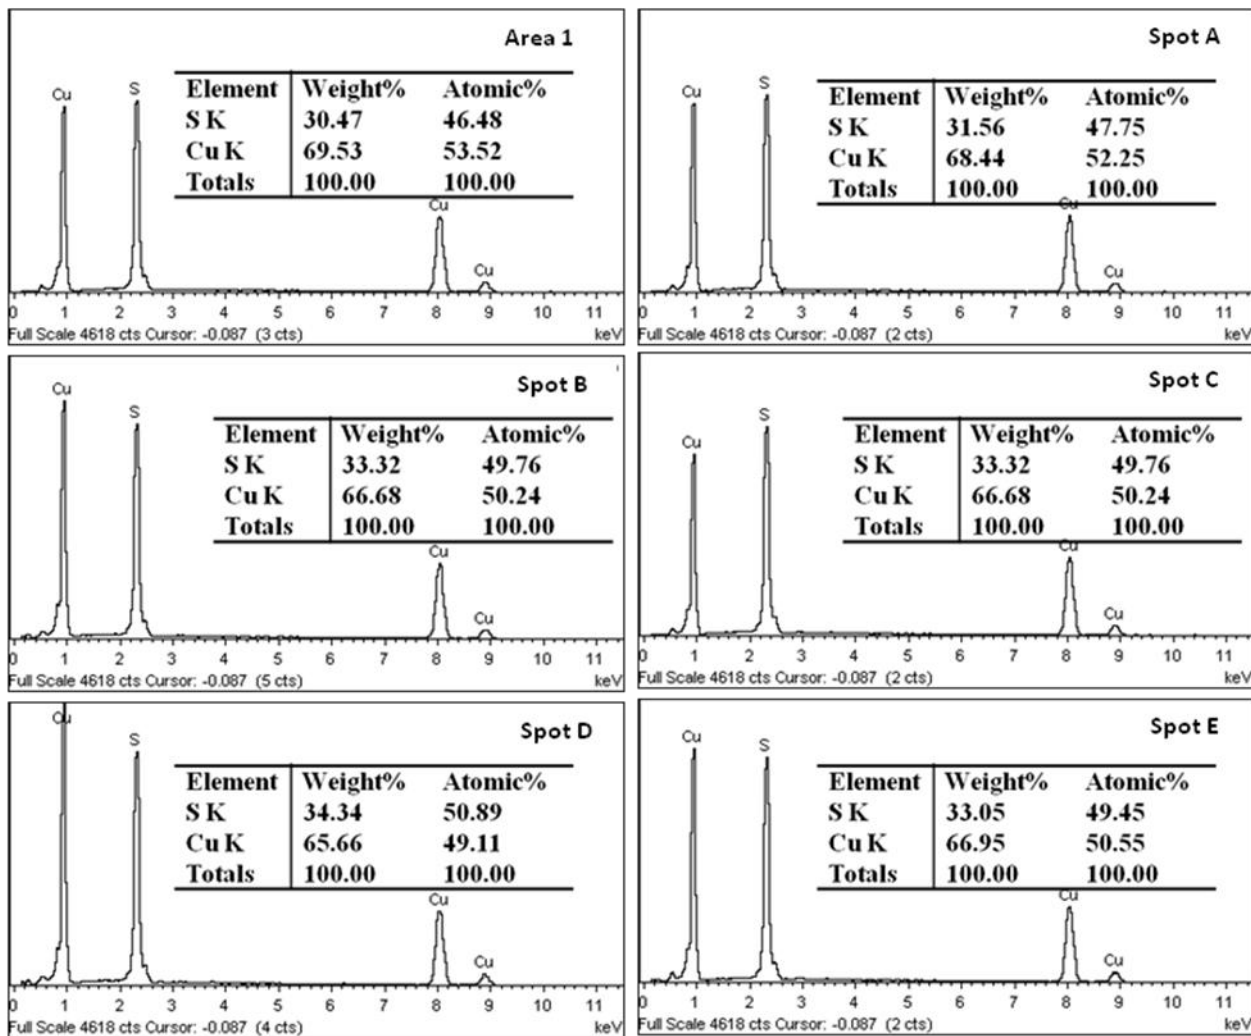 Area 1
Cu
S
Element Weight% Atomic%
S K 30.47 46.48
Cu K 69.53 53.52
Totals 100.00 100.00
Cu
Cu
0 1 2 3 4 5 6 7 8 9 10 11
Full Scale 4618 cts Cursor: -0.087 (3 cts) keV
Spot A
Cu
S
Element Weight% Atomic%
S K 31.56 47.75
Cu K 68.44 52.25
Totals 100.00 100.00
Cu
Cu
0 1 2 3 4 5 6 7 8 9 10 11
Full Scale 4618 cts Cursor: -0.087 (2 cts) keV
Spot B
Cu
S
Element Weight% Atomic%
S K 33.32 49.76
Cu K 66.68 50.24
Totals 100.00 100.00
Cu
Cu
0 1 2 3 4 5 6 7 8 9 10 11
Full Scale 4618 cts Cursor: -0.087 (5 cts) keV
Spot C
Cu
S
Element Weight% Atomic%
S K 33.32 49.76
Cu K 66.68 50.24
Totals 100.00 100.00
Cu
Cu
0 1 2 3 4 5 6 7 8 9 10 11
Full Scale 4618 cts Cursor: -0.087 (2 cts) keV
Spot D
Cu
S
Element Weight% Atomic%
S K 34.34 50.89
Cu K 65.66 49.11
Totals 100.00 100.00
Cu
Cu
0 1 2 3 4 5 6 7 8 9 10 11
Full Scale 4618 cts Cursor: -0.087 (4 cts) keV
Spot E
Cu
S
Element Weight% Atomic%
S K 33.05 49.45
Cu K 66.95 50.55
Totals 100.00 100.00
Cu
Cu
0 1 2 3 4 5 6 7 8 9 10 11
Full Scale 4618 cts Cursor: -0.087 (2 cts) keV